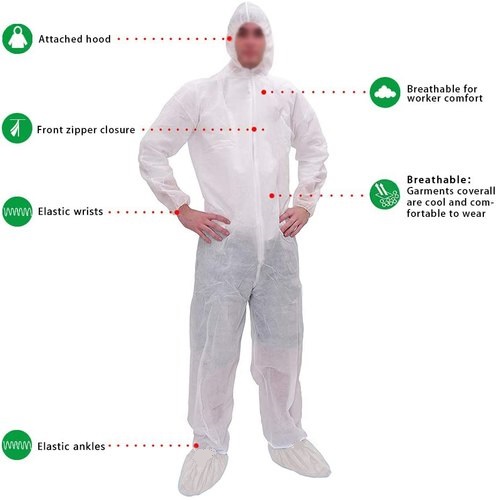 Attached hood
Breathable for
worker comfort
Front zipper closure
Breathable:
Garments coverall
are cool and com-
fortable to wear
Elastic wrists
Elastic ankles